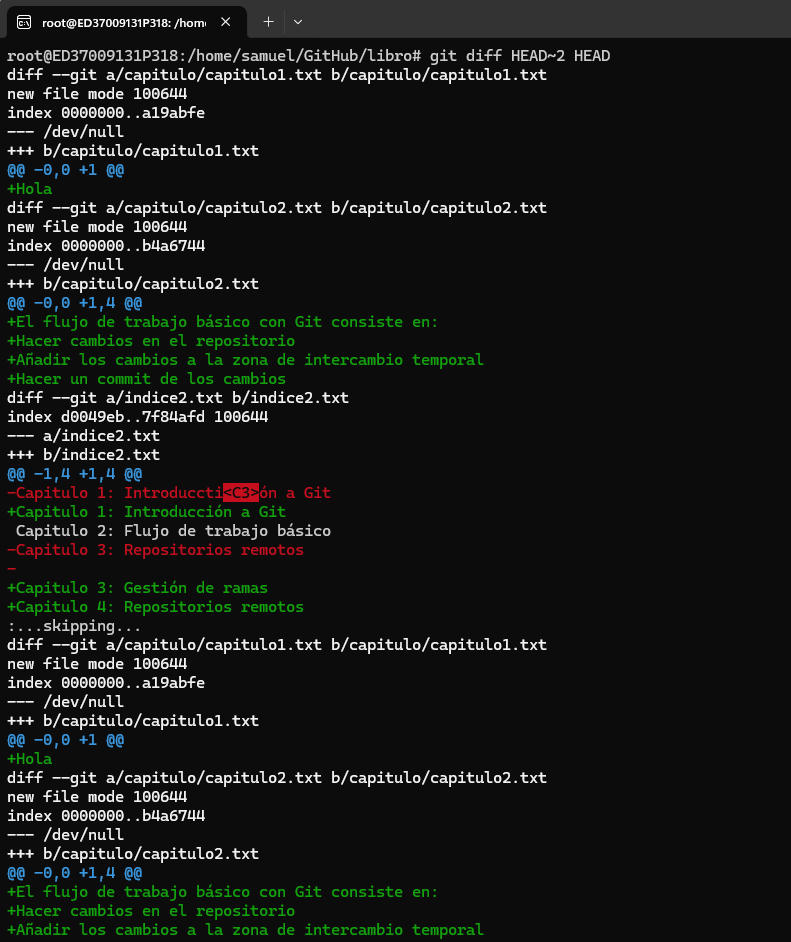 root@ED37009131P318: /hom
root@ED37009131P318:/home/samuel/GitHub/libro# git diff HEAD~2 HEAD
diff --git a/capitulo/capitulo1.txt b/capitulo/capitulo1.txt
new file mode 100644
index 0000000..a19abfe
--- /dev/null
+++ b/capitulo/capitulo1.txt
@@ -0,0 +1 @@
+Hola
diff --git a/capitulo/capitulo2.txt b/capitulo/capitulo2.txt
new file mode 100644
index 0000000..b4a6744
--- /dev/null
+++ b/capitulo/capitulo2.txt
@@ -0,0 +1,4 @@
+El flujo de trabajo básico con Git consiste en:
+Hacer cambios en el repositorio
+Añadir los cambios a la zona de intercambio temporal
+Hacer un commit de los cambios
diff --git a/indice2.txt b/indice2.txt
index d0049eb..7f84afd 100644
--- a/indice2.txt
+++ b/indice2.txt
@@ -1,4 +1,4 @@
-Capitulo 1: Introduccti<C3>ón a Git
+Capitulo 1: Introducción a Git
 Capitulo 2: Flujo de trabajo básico
-Capitulo 3: Repositorios remotos
-
+Capitulo 3: Gestión de ramas
+Capitulo 4: Repositorios remotos
:...skipping...
diff --git a/capitulo/capitulo1.txt b/capitulo/capitulo1.txt
new file mode 100644
index 0000000..a19abfe
--- /dev/null
+++ b/capitulo/capitulo1.txt
@@ -0,0 +1 @@
+Hola
diff --git a/capitulo/capitulo2.txt b/capitulo/capitulo2.txt
new file mode 100644
index 0000000..b4a6744
--- /dev/null
+++ b/capitulo/capitulo2.txt
@@ -0,0 +1,4 @@
+El flujo de trabajo básico con Git consiste en:
+Hacer cambios en el repositorio
+Añadir los cambios a la zona de intercambio temporal